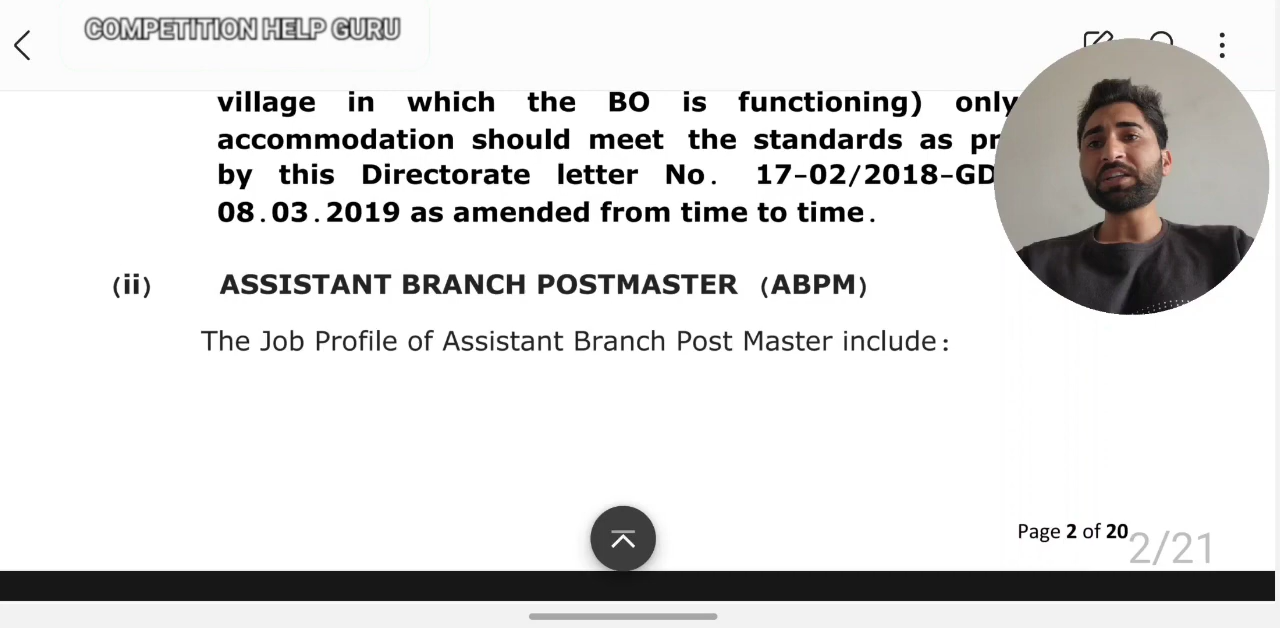 COMPETITION HELP GURU
village in which the BO is functioning) only
accommodation should meet the standards as
by this Directorate letter No. 17-02/2018-GD
08.03.2019 as amended from time to time.
(ii) ASSISTANT BRANCH POSTMASTER (ABPM)
The Job Profile of Assistant Branch Post Master include:
Page 2 of 20
2/21